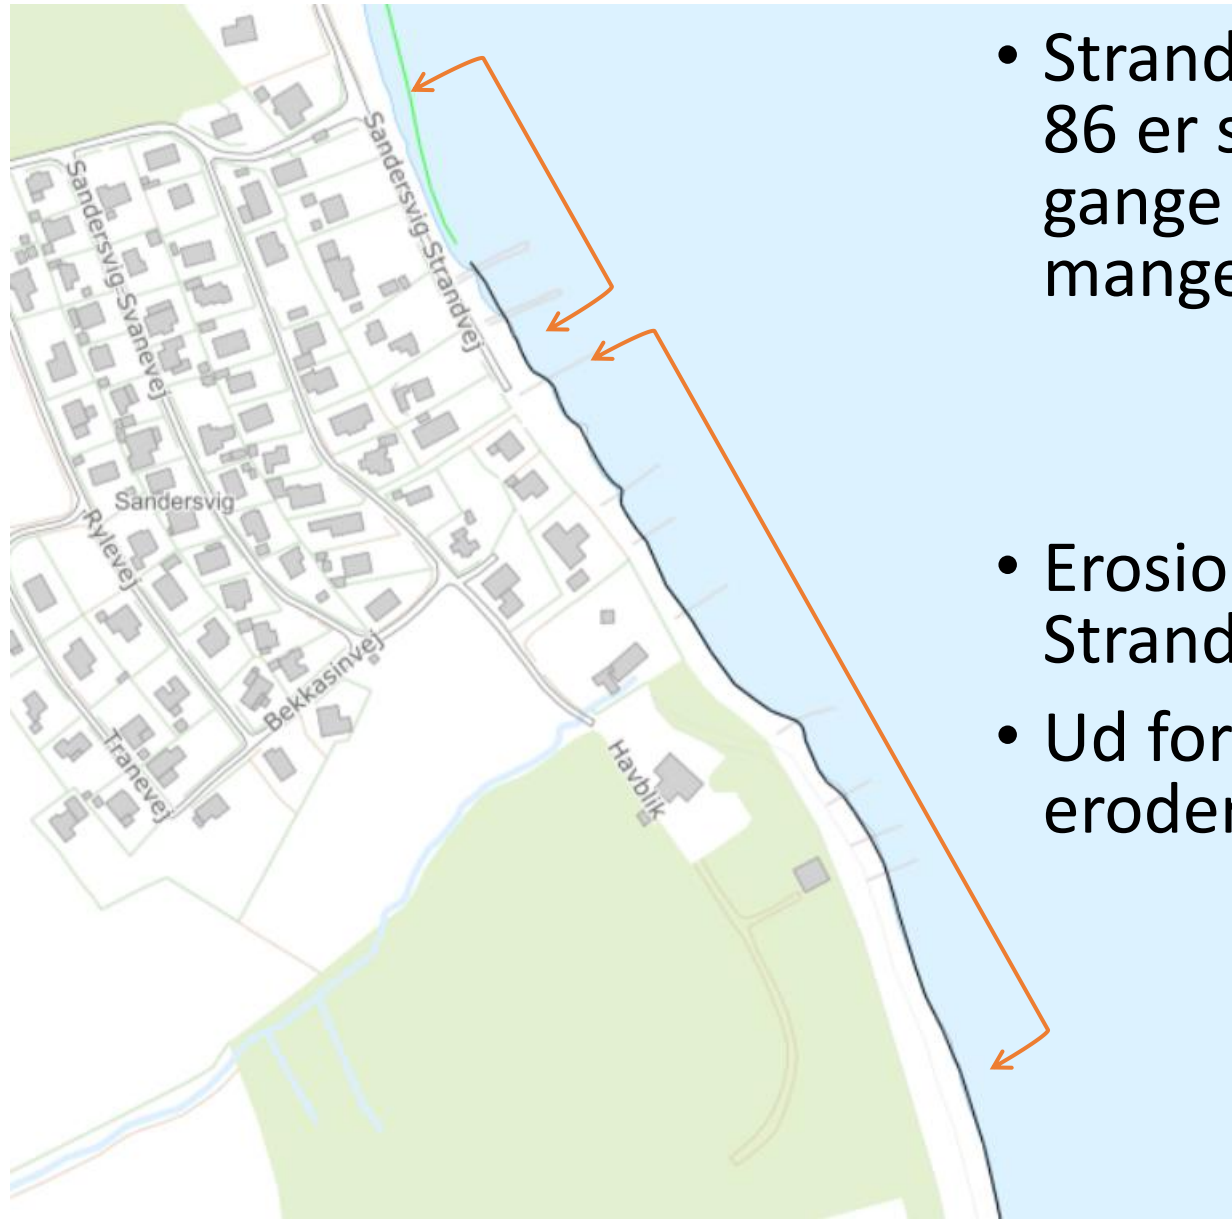 • Strand
86 er s
gange
mange
• Erosio
Strand
• Ud for
eroder
Sandersvig Strandvej
Sandersvig Svanevej
Sandersvig
Rylevej
Bekkasinvej
Tranevej
Havblik